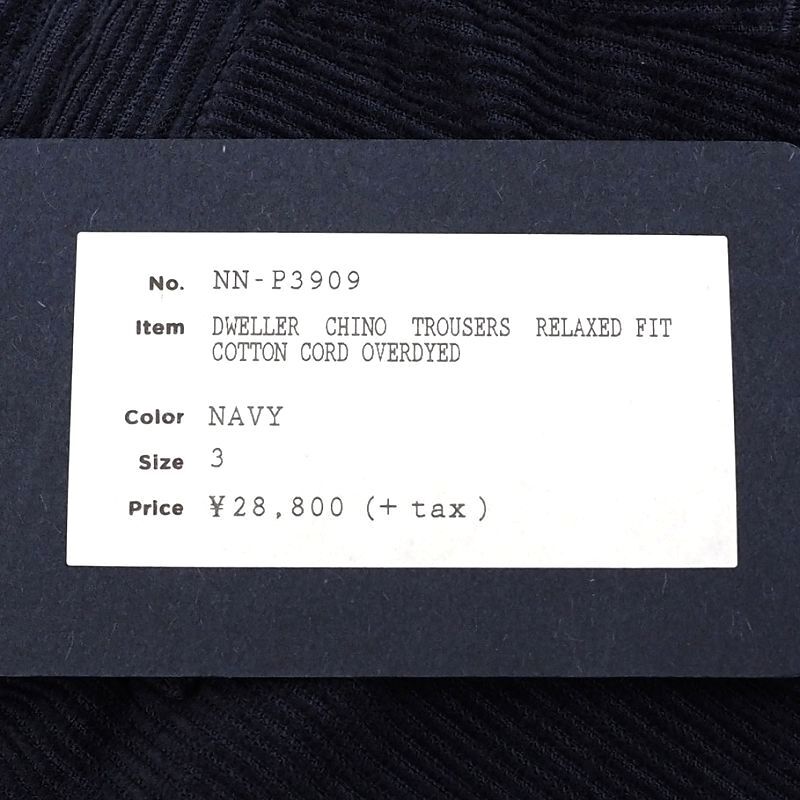 No. NN-P3909
Item DWELLER CHINO TROUSERS RELAXED FIT
COTTON CORD OVERDYED
Color NAVY
Size 3
Price ¥28,800 (+ tax)